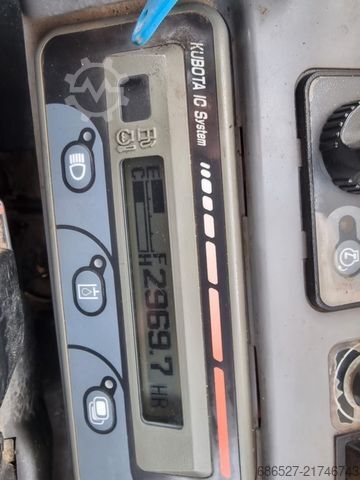 KUBOTA IC System
E F
C H
2969.7 HR
686527-21746743